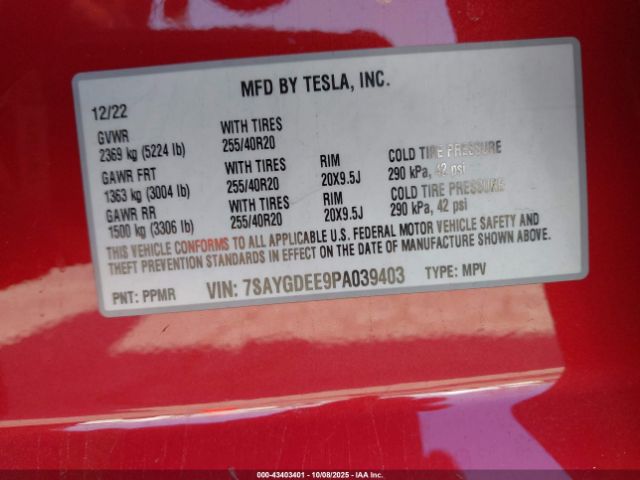 MFD BY TESLA, INC.
12/22
GVWR
2369 kg (5224 lb)
WITH TIRES
255/40R20
GAWR FRT
1363 kg (3004 lb)
WITH TIRES
255/40R20
RIM
20X9.5J
COLD TIRE PRESSURE
290 kPa, 42 psi
GAWR RR
1500 kg (3306 lb)
WITH TIRES
255/40R20
RIM
20X9.5J
COLD TIRE PRESSURE
290 kPa, 42 psi
THIS VEHICLE CONFORMS TO ALL APPLICABLE U.S. FEDERAL MOTOR VEHICLE SAFETY AND
THEFT PREVENTION STANDARDS IN EFFECT ON THE DATE OF MANUFACTURE SHOWN ABOVE.
PNT: PPMR VIN: 7SAYGDEE9PA039403 TYPE: MPV
000-43403401 - 10/08/2025 - IAA Inc.